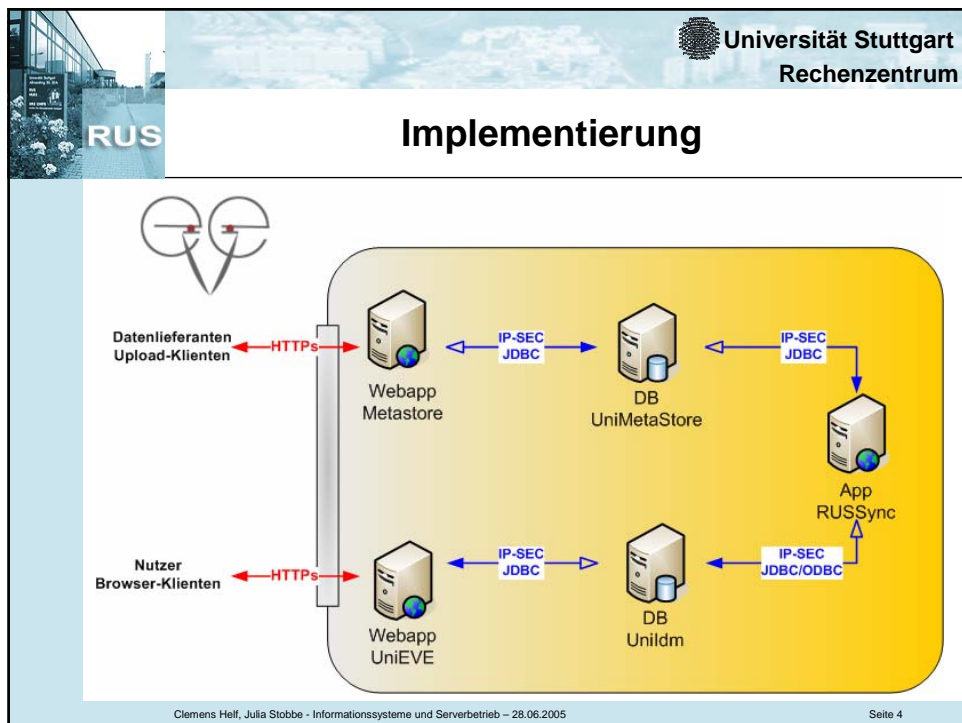 Universität Stuttgart
Rechenzentrum
RUS
Implementierung
Datenlieferanten
Upload-Klienten
HTTPs
Webapp
Metastore
IP-SEC
JDBC
DB
UniMetaStore
IP-SEC
JDBC
App
RUSSync
Nutzer
Browser-Klienten
HTTPs
Webapp
UniEVE
IP-SEC
JDBC
DB
UniIdm
IP-SEC
JDBC/ODBC
Clemens Helf, Julia Stobbe - Informationssysteme und Serverbetrieb – 28.06.2005
Seite 4